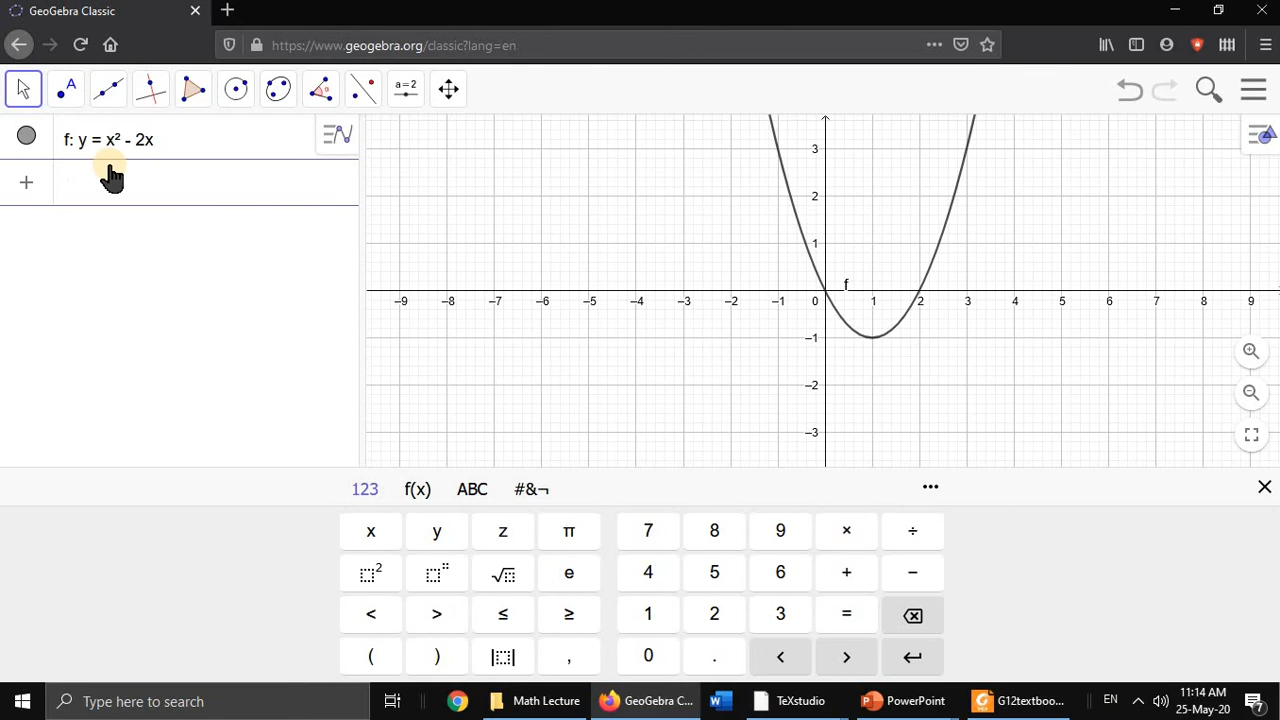 GeoGebra Classic
https://www.geogebra.org/classic?lang=en
A
α
a=2
f: y = x² - 2x
f
3
2
1
−9 −8 −7 −6 −5 −4 −3 −2 −1 0 1 2 3 4 5 6 7 8 9
−1
−2
−3
123 f(x) ABC #&¬
x y z π 7 8 9 × ÷
2 √ e 4 5 6 + −
< > ≤ ≥ 1 2 3 =
( ) | | , 0 . < >
Type here to search
Math Lecture
GeoGebra C...
TeXstudio
PowerPoint
G12textboo...
EN
11:14 AM
25-May-20
7